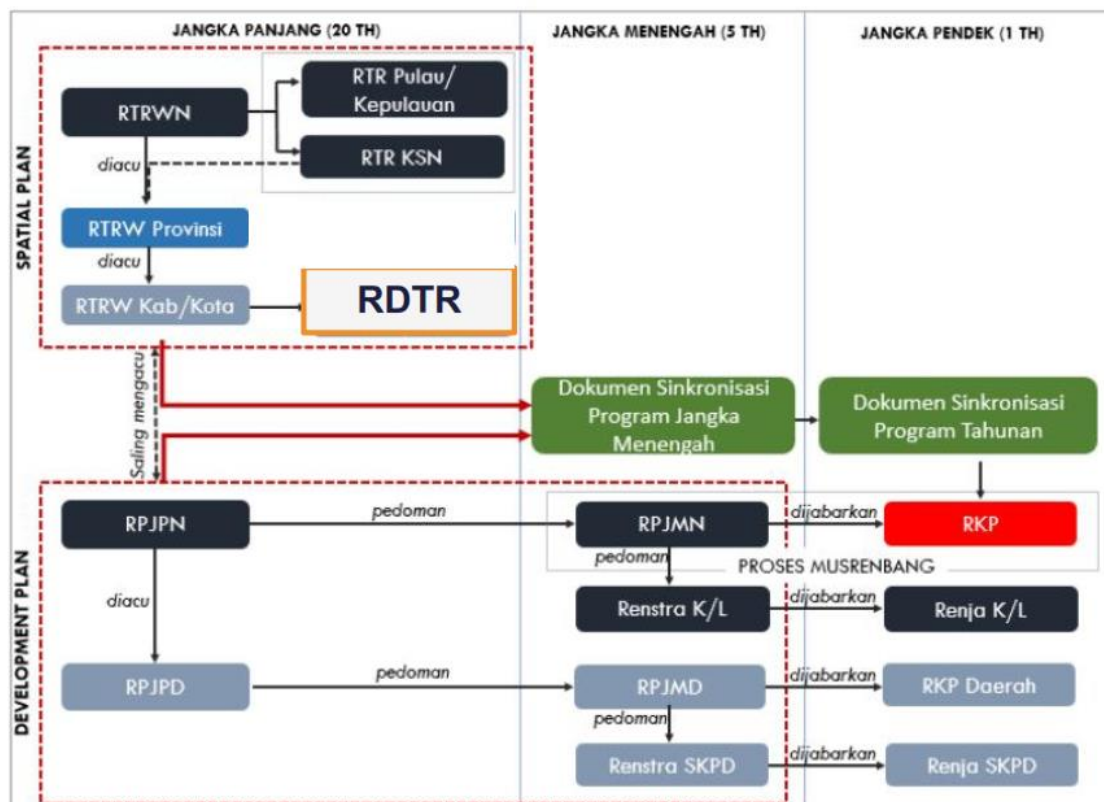 JANGKA PANJANG (20 TH)
JANGKA MENENGAH (5 TH)
JANGKA PENDEK (1 TH)
SPATIAL PLAN
RTRWN
RTR Pulau/
Kepulauan
RTR KSN
diacu
RTRW Provinsi
diacu
RTRW Kab/Kota
RDTR
Saling mengacu
Dokumen Sinkronisasi
Program Jangka
Menengah
Dokumen Sinkronisasi
Program Tahunan
DEVELOPMENT PLAN
RPJPN
pedoman
RPJMN
dijabarkan
RKP
pedoman
PROSES MUSRENBANG
diacu
Renstra K/L
dijabarkan
Renja K/L
RPJPD
pedoman
RPJMD
dijabarkan
RKP Daerah
pedoman
Renstra SKPD
dijabarkan
Renja SKPD